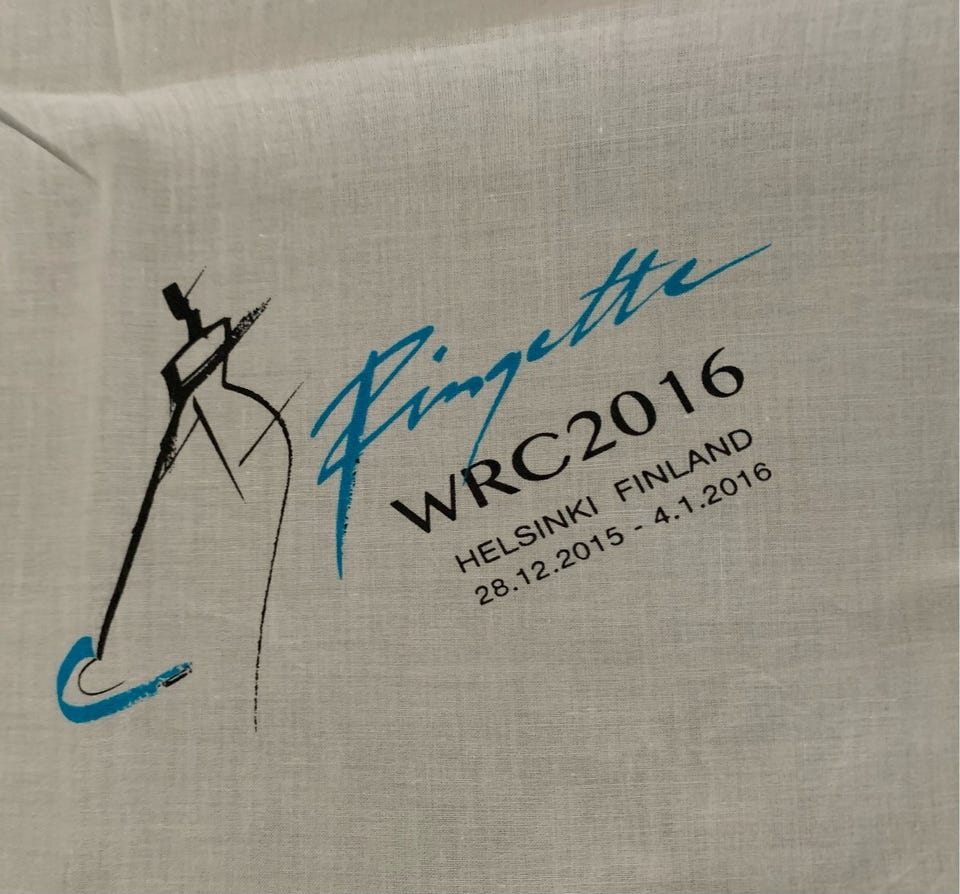 Ringette
WRC2016
HELSINKI FINLAND
28.12.2015 - 4.1.2016